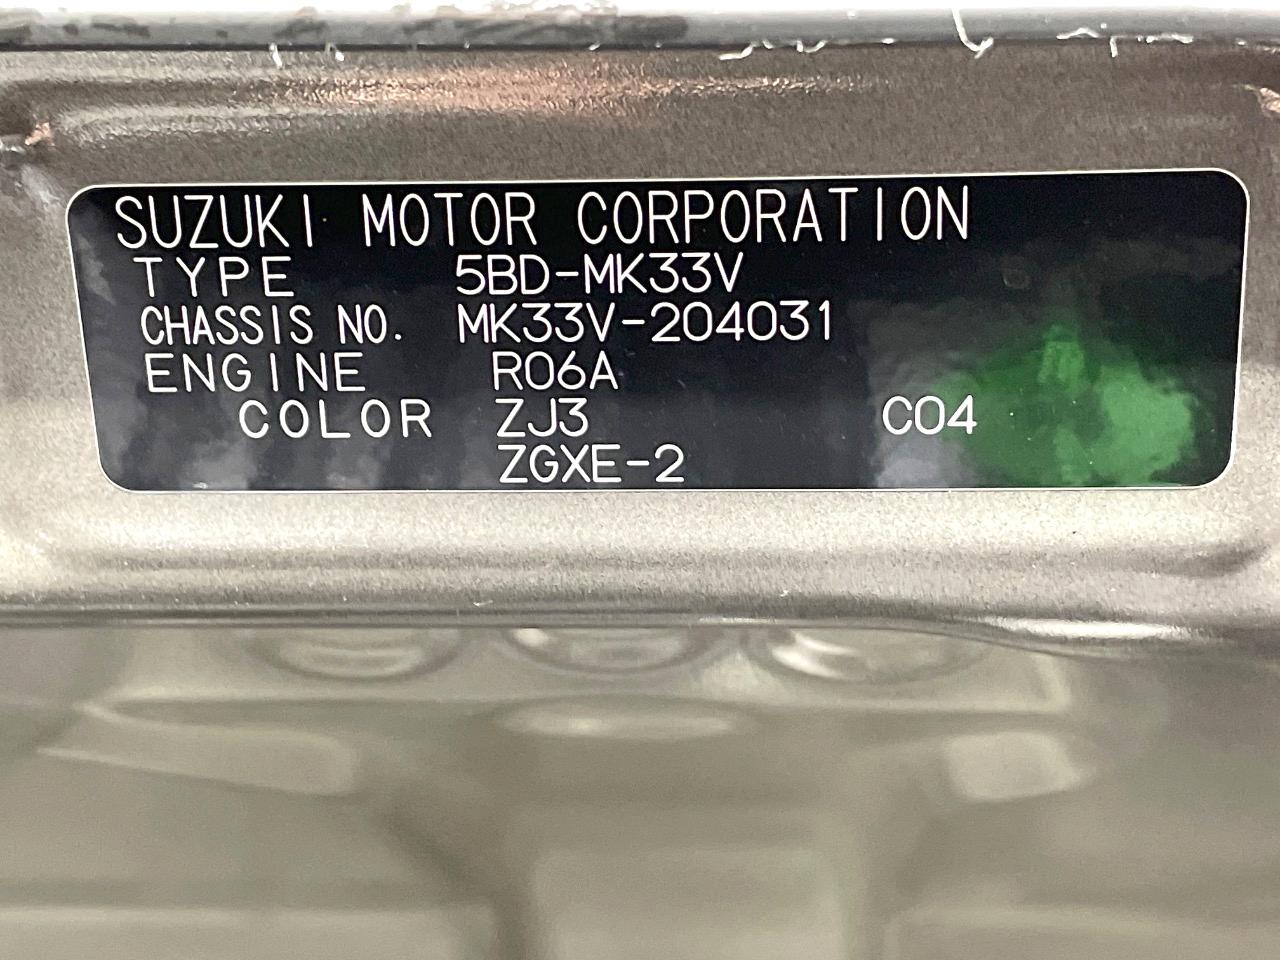 SUZUKI MOTOR CORPORATION
TYPE 5BD-MK33V
CHASSIS NO. MK33V-204031
ENGINE R06A
COLOR ZJ3 C04
ZGXE-2